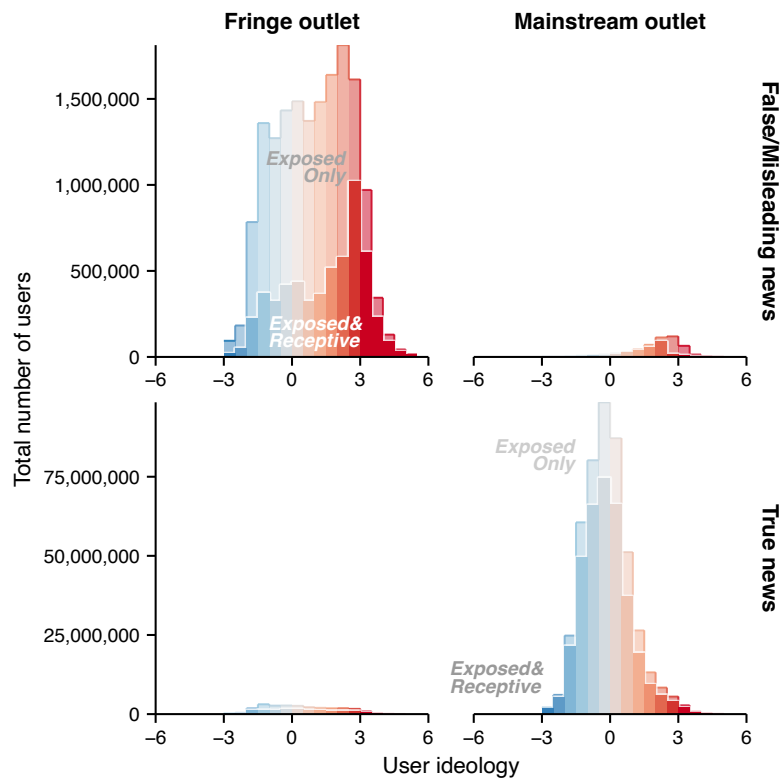 Fringe outlet
Mainstream outlet
1,500,000
1,000,000
500,000
0
Exposed
Only
Exposed&
Receptive
−6
−3
0
3
6
−6
−3
0
3
6
False/Misleading news
Total number of users
75,000,000
50,000,000
25,000,000
0
Exposed
Only
Exposed&
Receptive
−6
−3
0
3
6
−6
−3
0
3
6
True news
User ideology